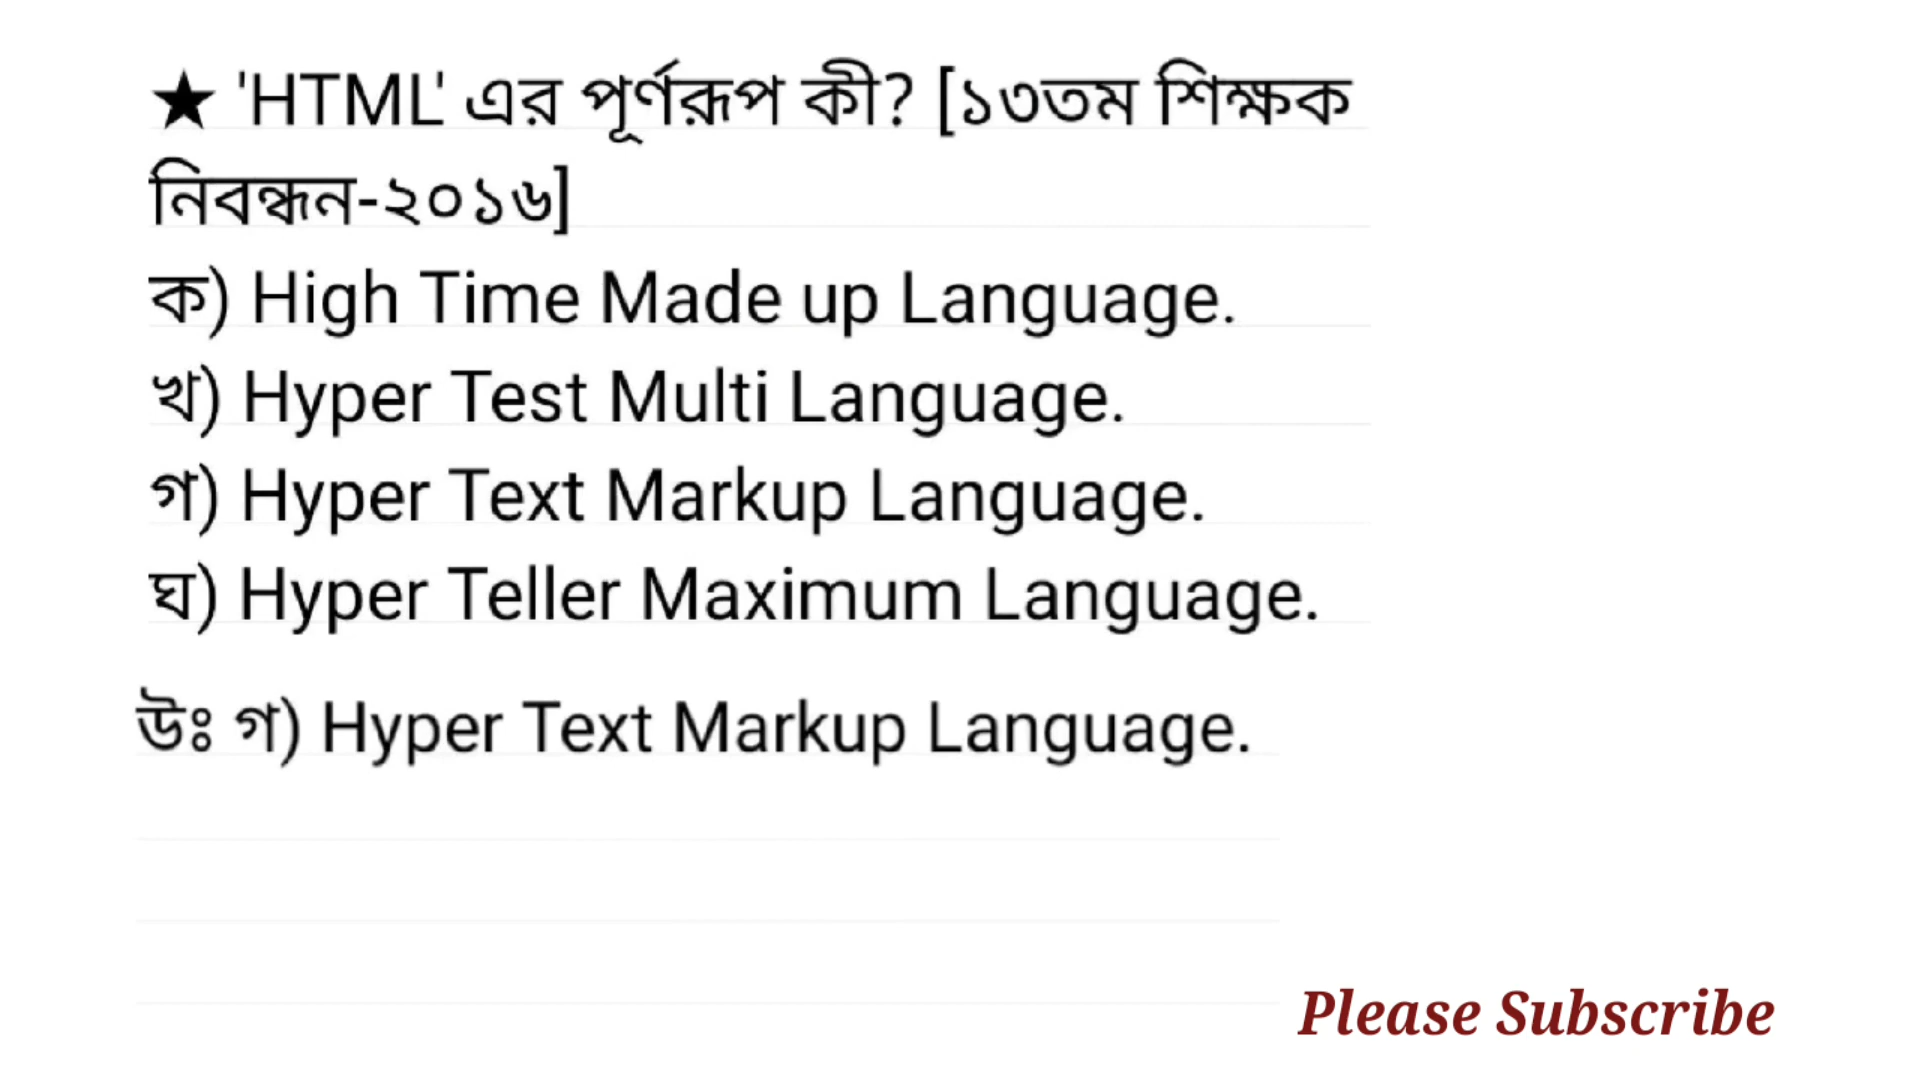 ★ 'HTML' এর পূর্ণরূপ কী? [১৩তম শিক্ষক
নিবন্ধন-২০১৬]
ক) High Time Made up Language.
খ) Hyper Test Multi Language.
গ) Hyper Text Markup Language.
ঘ) Hyper Teller Maximum Language.
উঃ গ) Hyper Text Markup Language.
Please Subscribe